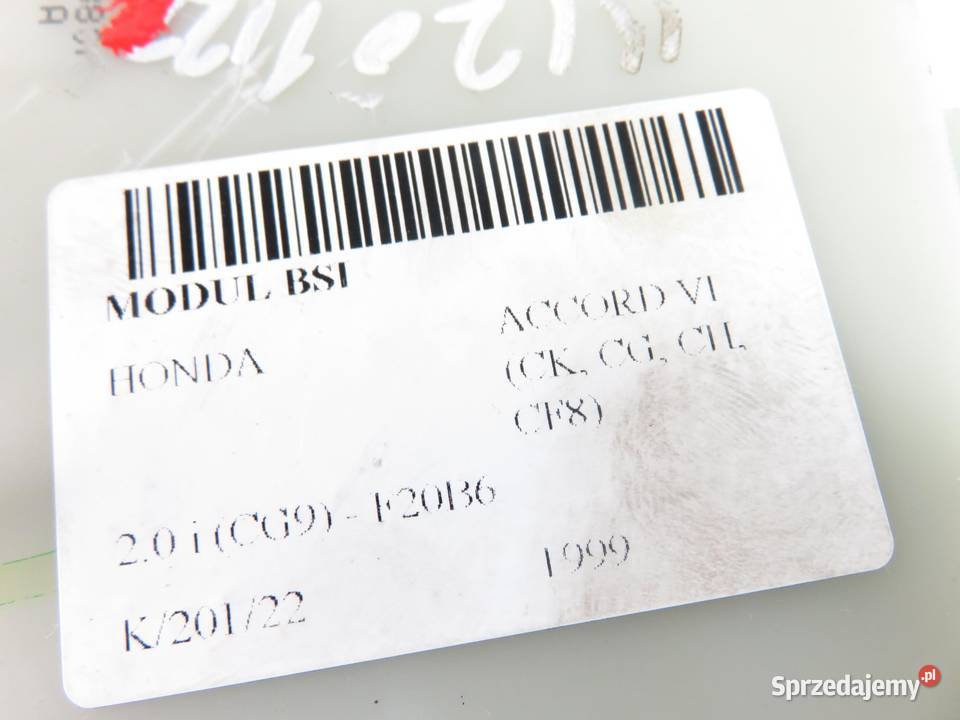 MODUL BSI
HONDA
ACCORD VI
(CK, CG, CH,
CF8)
2.0 i (CG9) - F20B6
1999
K/201/22
Sprzedajemy.pl